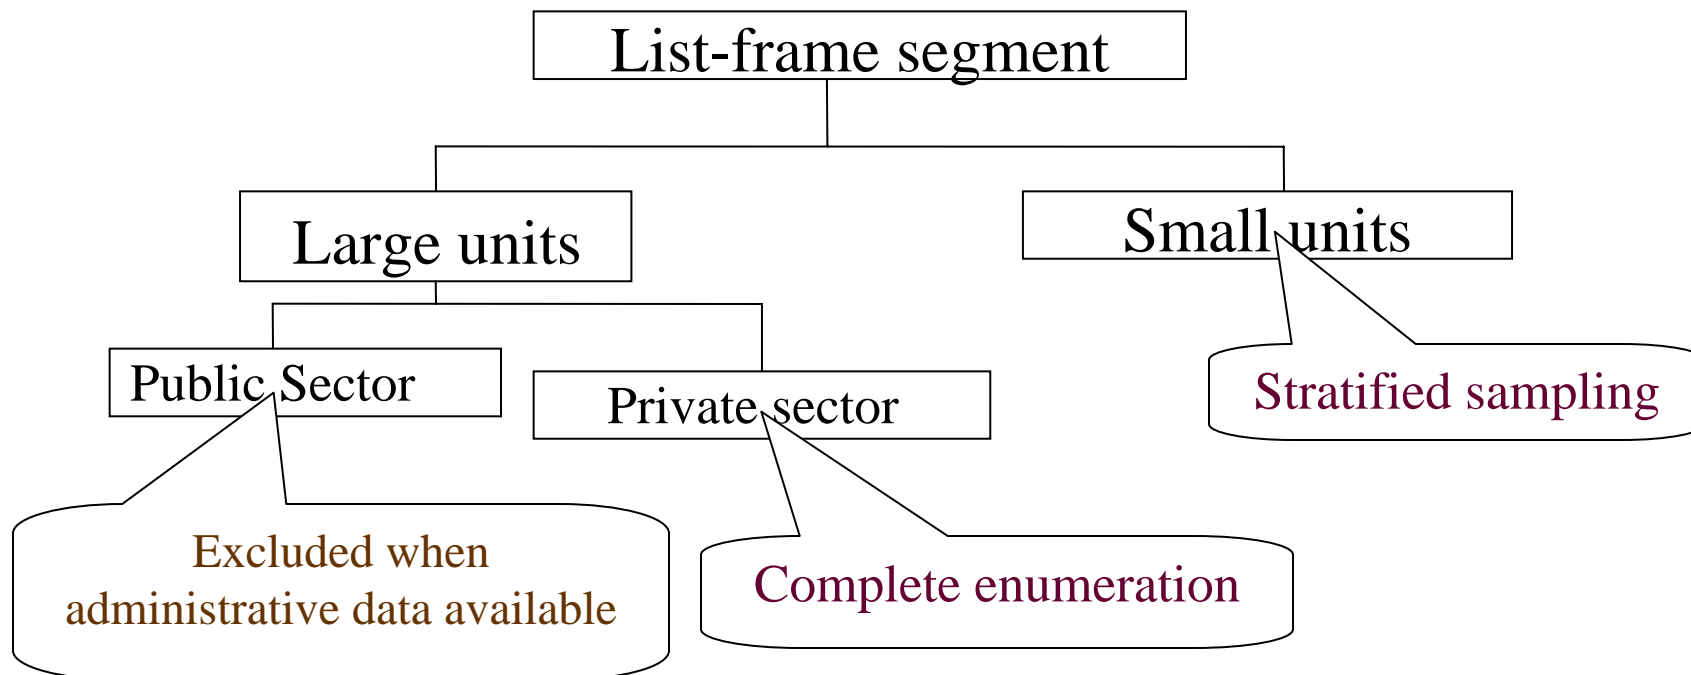 List-frame segment
Large units
Small units
Public Sector
Private sector
Stratified sampling
Excluded when
administrative data available
Complete enumeration